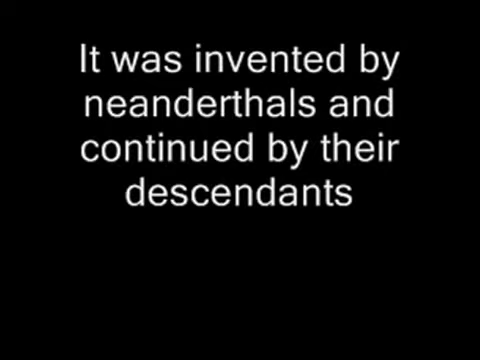 It was invented by
neanderthals and
continued by their
descendants